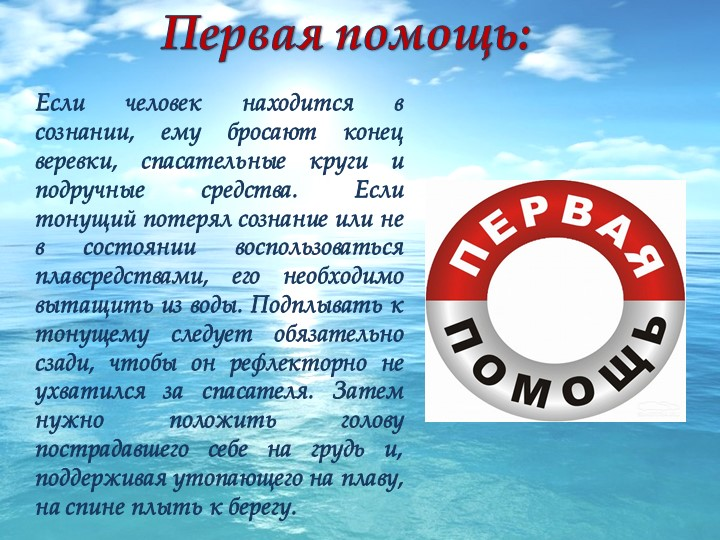 Первая помощь:
Если человек находится в
сознании, ему бросают конец
веревки, спасательные круги и
подручные средства. Если
тонущий потерял сознание или не
в состоянии воспользоваться
плавсредствами, его необходимо
вытащить из воды. Подплывать к
тонущему следует обязательно
сзади, чтобы он рефлекторно не
ухватился за спасателя. Затем
нужно положить голову
пострадавшего себе на грудь и,
поддерживая утопающего на плаву,
на спине плыть к берегу.
ПЕРВАЯ
ПОМОЩЬ